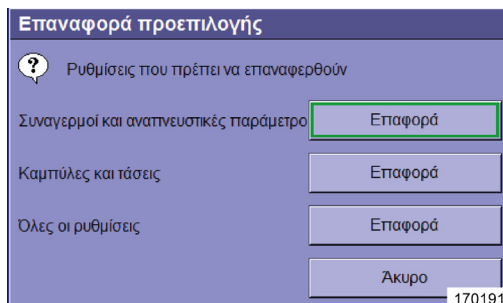 Επαναφορά προεπιλογής
? Ρυθμίσεις που πρέπει να επαναφερθούν
Συναγερμοί και αναπνευστικές παράμετρο Επαφορά
Καμπύλες και τάσεις Επαφορά
Όλες οι ρυθμίσεις Επαφορά
Άκυρο
170191